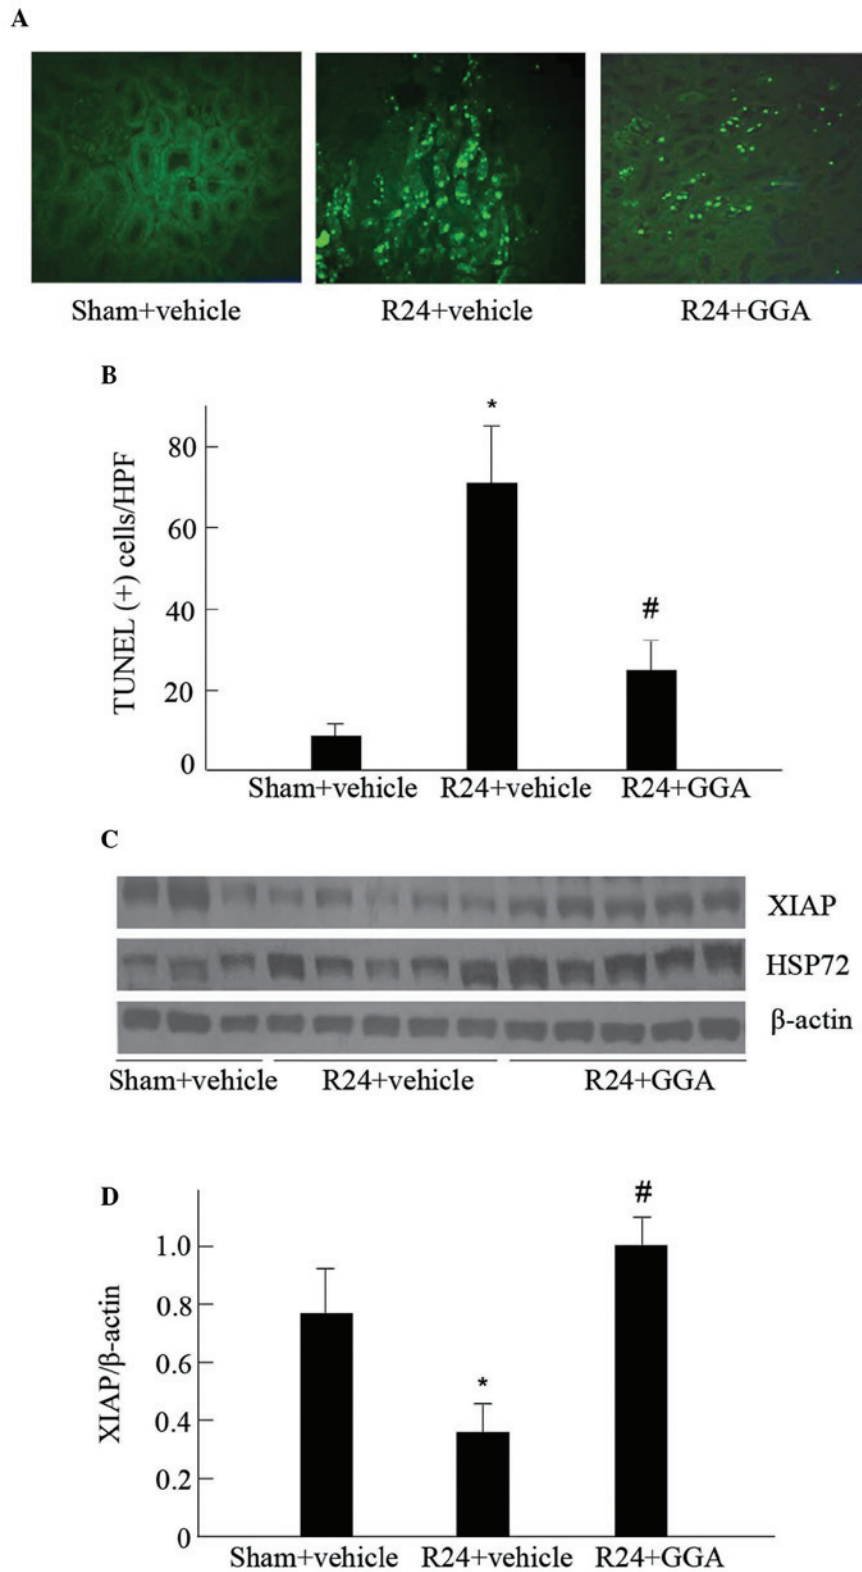 A
Sham+vehicle R24+vehicle R24+GGA
B
TUNEL (+) cells/HPF
80
60
40
20
0
*
#
Sham+vehicle R24+vehicle R24+GGA
C
XIAP
HSP72
β-actin
Sham+vehicle R24+vehicle R24+GGA
D
XIAP/β-actin
1.0
0.8
0.6
0.4
0.2
0
*
#
Sham+vehicle R24+vehicle R24+GGA